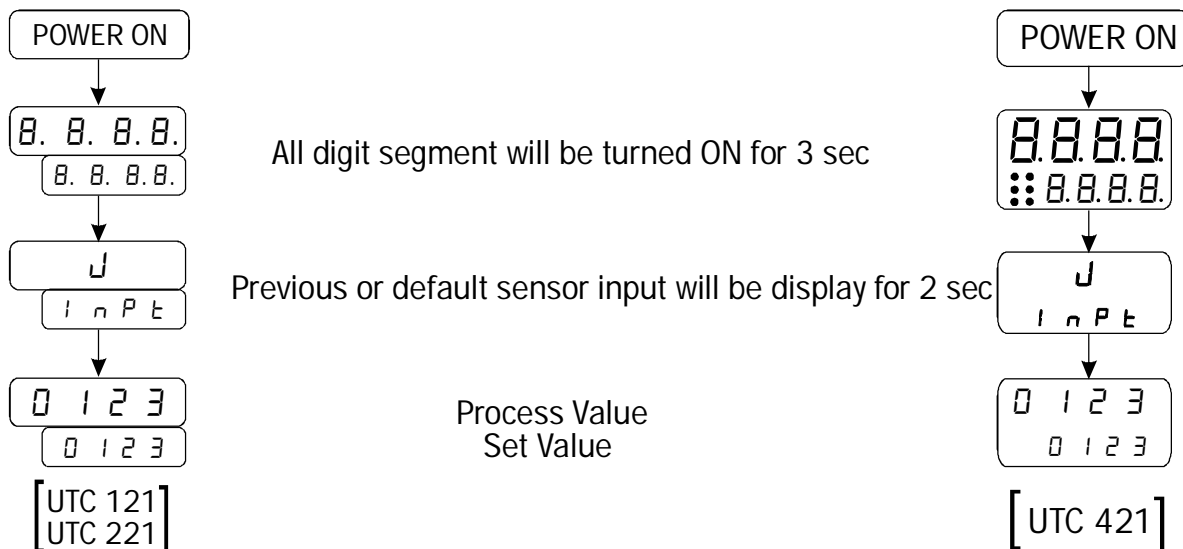 POWER ON
POWER ON
8. 8. 8.8.
8. 8. 8.8.
All digit segment will be turned ON for 3 sec
8.8.8.8.
8.8.8.8.
J
I n P t
Previous or default sensor input will be display for 2 sec
J
I n P t
0 1 2 3
0 1 2 3
Process Value
Set Value
0 1 2 3
0 1 2 3
UTC 121
UTC 221
UTC 421